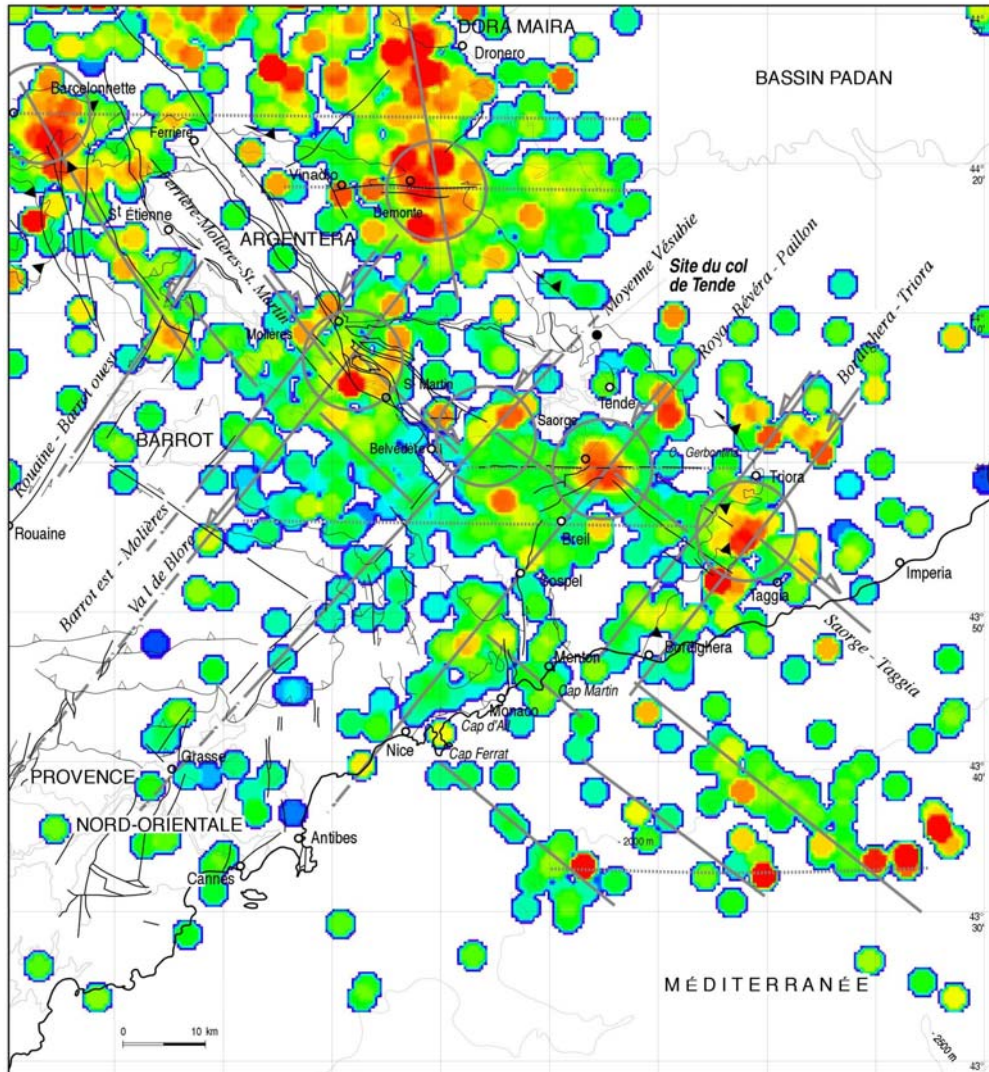 DORA MAIRA
44°
50'
Dronero
BASSIN PADAN
Barcelonnette
Ferriere
44°
20'
Vinadio
Demonte
St Étienne
Ferrière-Molières-St. Martin
ARGENTERA
Site du col
de Tende
Moyenne Vésubie
Roya - Bévéra - Paillon
Bordighera - Triora
Molières
St Martin
Tende
Rouaine - Barrot ouest
BARROT
Belvédère
Saorge
Triora
Rouaine
Barrot est - Molières
Val de Blore
Breil
Imperia
Sospel
Taggia
43°
50'
Saorge - Taggia
Bordighera
Menton
Cap Martin
Monaco
Cap d'Ail
Nice
Cap Ferrat
43°
40'
Grasse
PROVENCE
NORD-ORIENTALE
Antibes
- 2000 m
Cannes
43°
30'
MÉDITERRANÉE
0 10 km
- 2500 m
43°